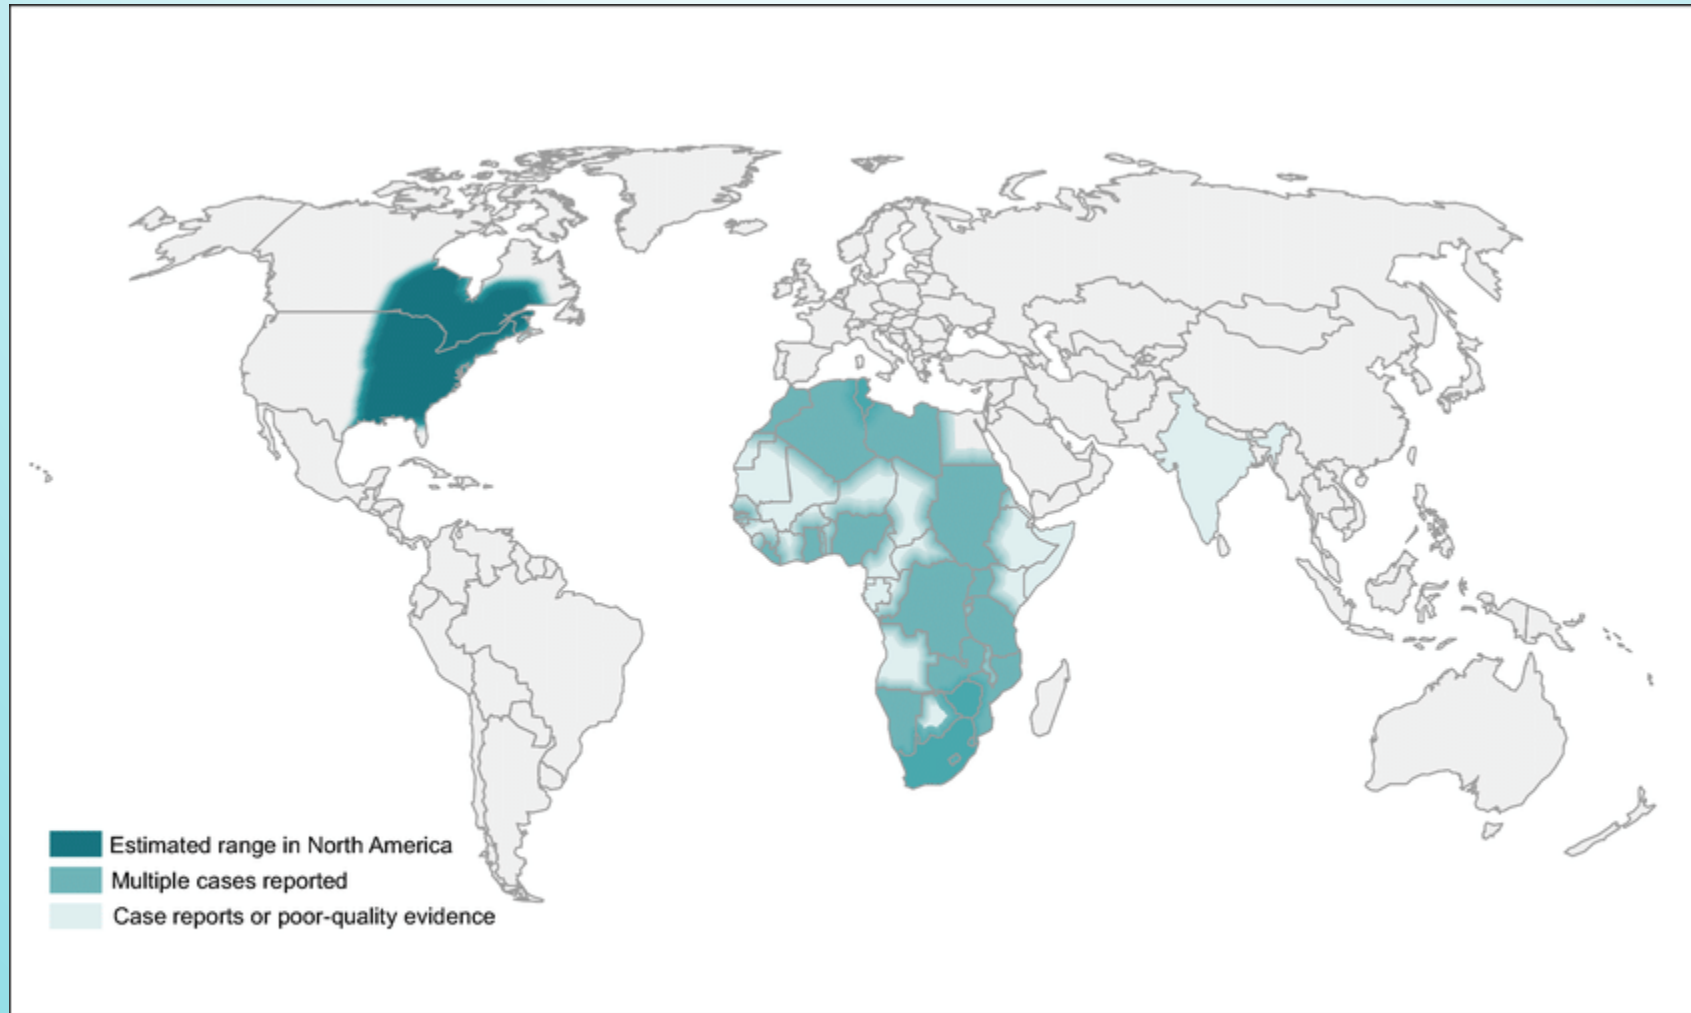 Estimated range in North America
Multiple cases reported
Case reports or poor-quality evidence